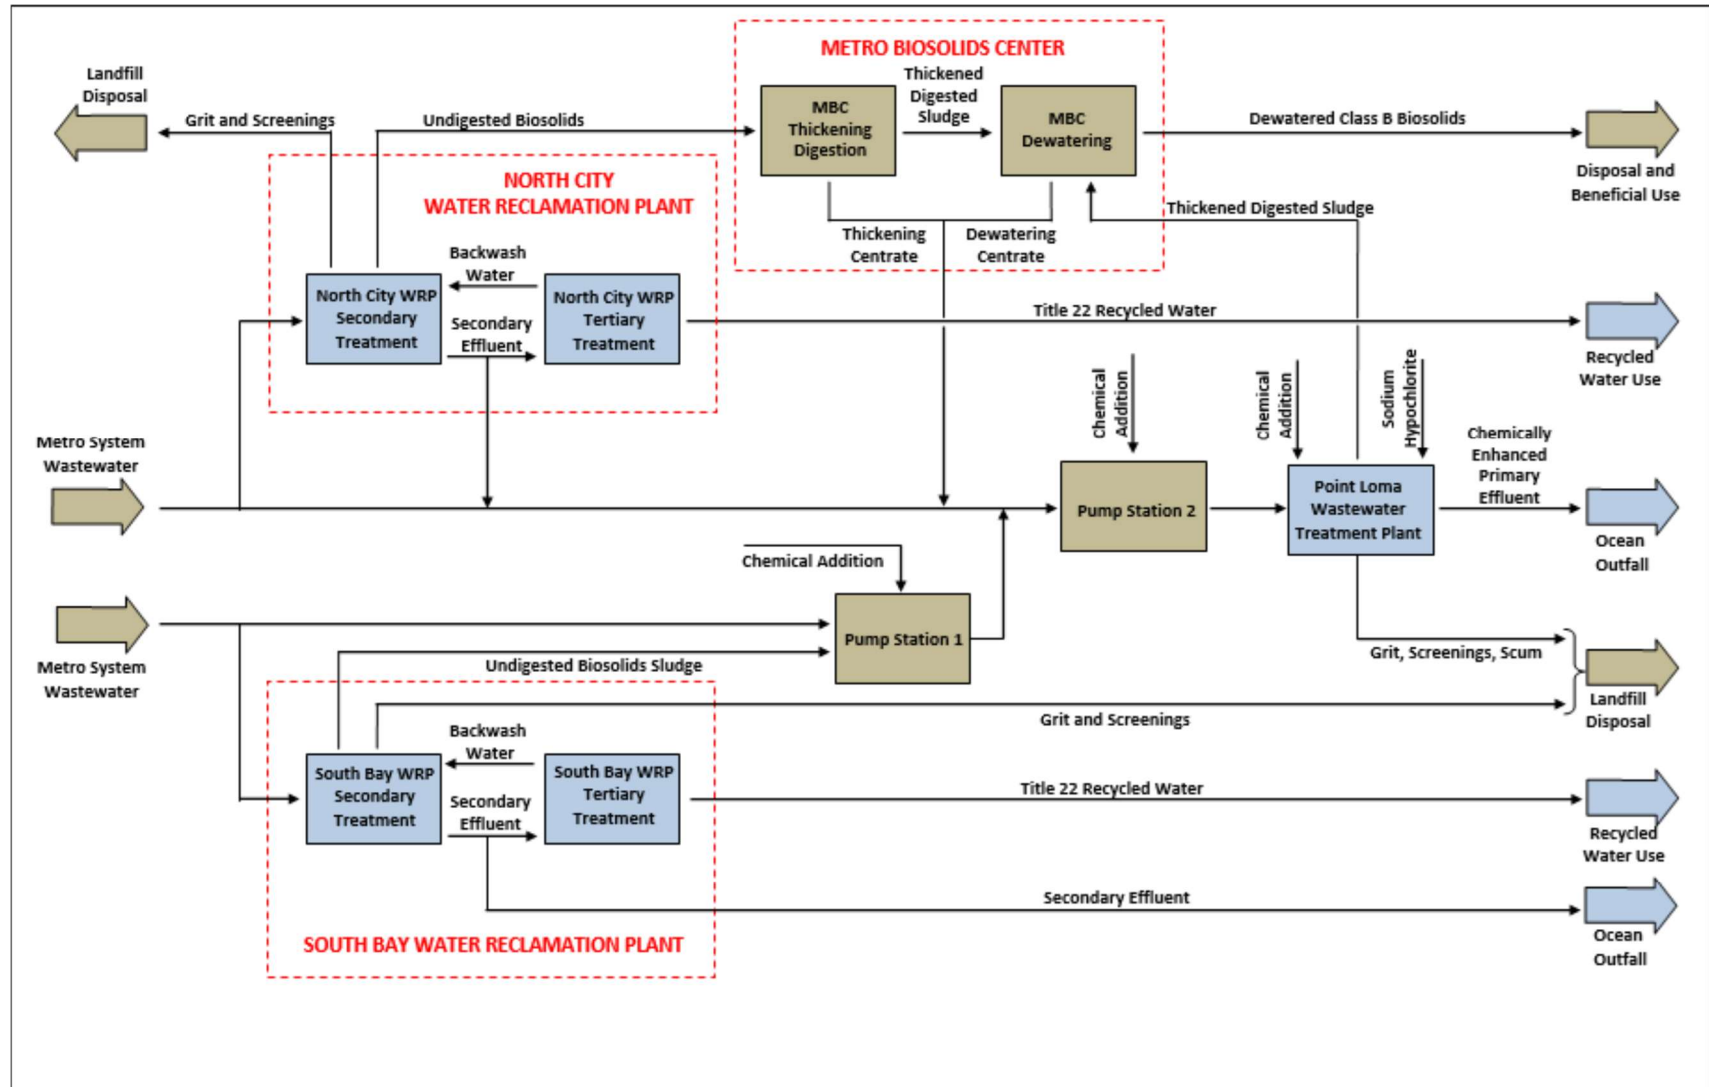 METRO BIOSOLIDS CENTER
Landfill
Disposal
Grit and Screenings
Undigested Biosolids
MBC
Thickening
Digestion
Thickened
Digested
Sludge
MBC
Dewatering
Dewatered Class B Biosolids
Disposal and
Beneficial Use
NORTH CITY
WATER RECLAMATION PLANT
Thickening
Centrate
Dewatering
Centrate
Thickened Digested Sludge
Backwash
Water
North City WRP
Secondary
Treatment
Secondary
Effluent
North City WRP
Tertiary
Treatment
Title 22 Recycled Water
Recycled
Water Use
Chemical
Addition
Chemical
Addition
Sodium
Hypochlorite
Metro System
Wastewater
Pump Station 2
Point Loma
Wastewater
Treatment Plant
Chemically
Enhanced
Primary
Effluent
Ocean
Outfall
Chemical Addition
Pump Station 1
Metro System
Wastewater
Undigested Biosolids Sludge
Grit, Screenings, Scum
Grit and Screenings
Landfill
Disposal
Backwash
Water
South Bay WRP
Secondary
Treatment
Secondary
Effluent
South Bay WRP
Tertiary
Treatment
Title 22 Recycled Water
Recycled
Water Use
Secondary Effluent
Ocean
Outfall
SOUTH BAY WATER RECLAMATION PLANT